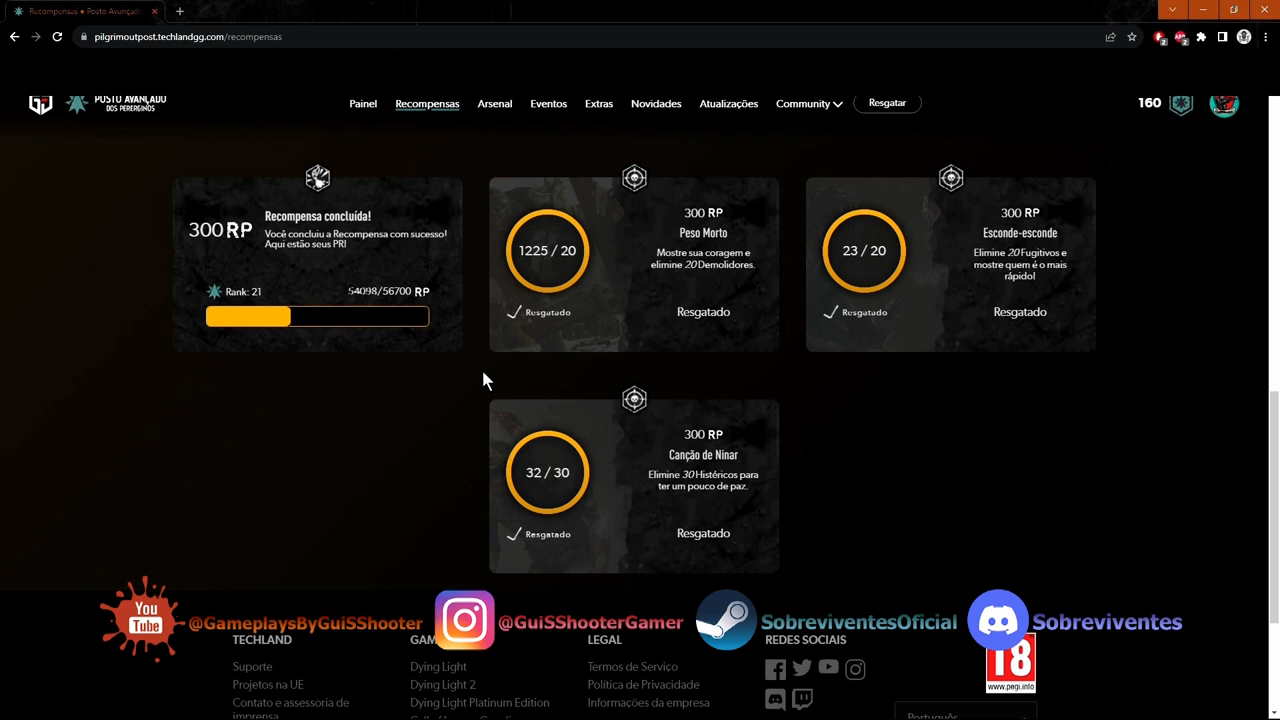 Recompensas • Posto Avançad
pilgrimoutpost.techlandgg.com/recompensas
2
2
POSTO AVANÇADO
DOS PEREGRINOS
Painel
Recompensas
Arsenal
Eventos
Extras
Novidades
Atualizações
Community
Resgatar
160
300 RP
Recompensa concluída!
Você concluiu a Recompensa com sucesso!
Aqui estão seus PR!
Rank: 21
54098/56700 RP
1225 / 20
300 RP
Peso Morto
Mostre sua coragem e
elimine 20 Demolidores.
Resgatado
Resgatado
23 / 20
300 RP
Esconde-esconde
Elimine 20 Fugitivos e
mostre quem é o mais
rápido!
Resgatado
Resgatado
32 / 30
300 RP
Canção de Ninar
Elimine 30 Histéricos para
ter um pouco de paz.
Resgatado
Resgatado
You
Tube
@GameplaysByGuiSShooter
@GuiSShooterGamer
SobreviventesOficial
Sobreviventes
TECHLAND
Suporte
Projetos na UE
Contato e assessoria de
imprensa
Dying Light
Dying Light 2
Dying Light Platinum Edition
LEGAL
Termos de Serviço
Política de Privacidade
Informações da empresa
REDES SOCIAIS
18
www.pegi.info
Português